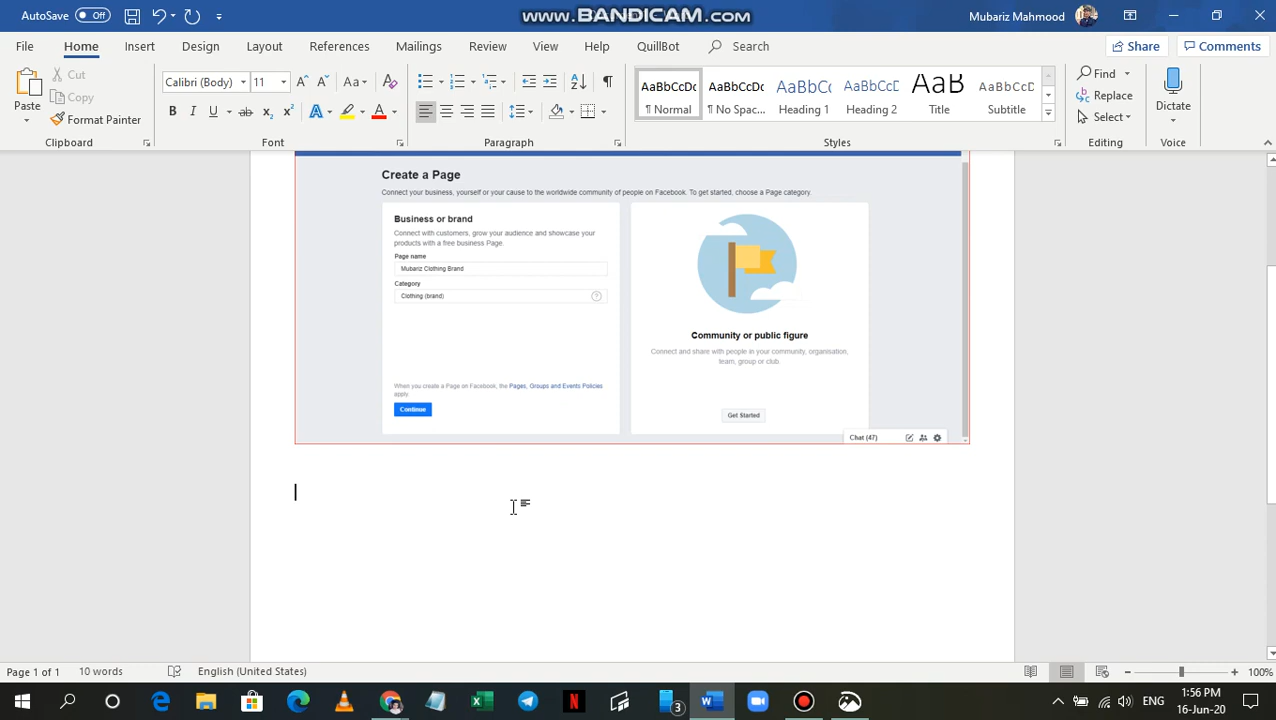 AutoSave Off
www.BANDICAM.com
Mubariz Mahmood
File Home Insert Design Layout References Mailings Review View Help QuillBot Search
Share Comments
Paste
Cut
Copy
Format Painter
Clipboard
Calibri (Body) 11
Font
Paragraph
AaBbCcDc AaBbCcDc AaBbCc AaBbCcC AaB AaBbCcD
¶ Normal ¶ No Spac... Heading 1 Heading 2 Title Subtitle
Styles
Find
Replace
Select
Editing
Dictate
Voice
Create a Page
Connect your business, yourself or your cause to the worldwide community of people on Facebook. To get started, choose a Page category.
Business or brand
Connect with customers, grow your audience and showcase your
products with a free business Page.
Page name
Mubariz Clothing Brand
Category
Clothing (brand)
When you create a Page on Facebook, the Pages, Groups and Events Policies
apply.
Continue
Community or public figure
Connect and share with people in your community, organisation,
team, group or club.
Get Started
Chat (47)
Page 1 of 1 10 words English (United States) 100%
3
ENG
1:56 PM
16-Jun-20